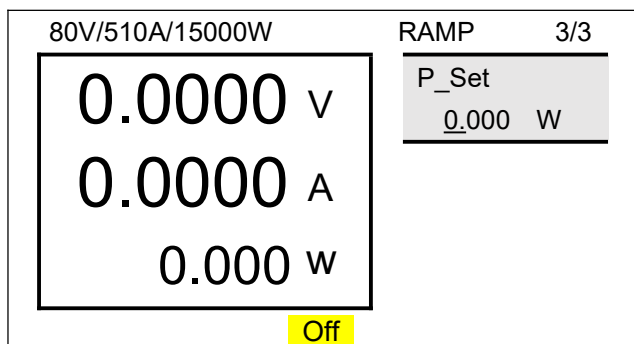 80V/510A/15000W
RAMP 3/3
0.0000 V
0.0000 A
0.000 W
P_Set
0.000 W
Off